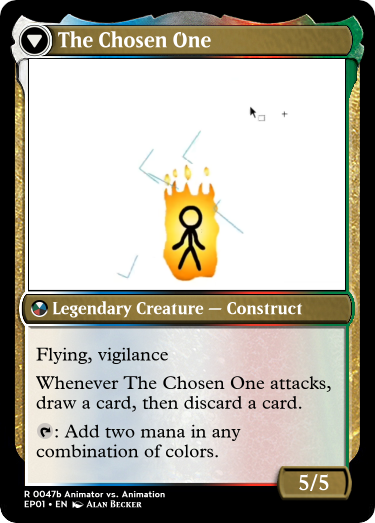 The Chosen One
Legendary Creature — Construct
Flying, vigilance
Whenever The Chosen One attacks,
draw a card, then discard a card.
: Add two mana in any
combination of colors.
5/5
R 0047b Animator vs. Animation
EP01 • EN Alan Becker